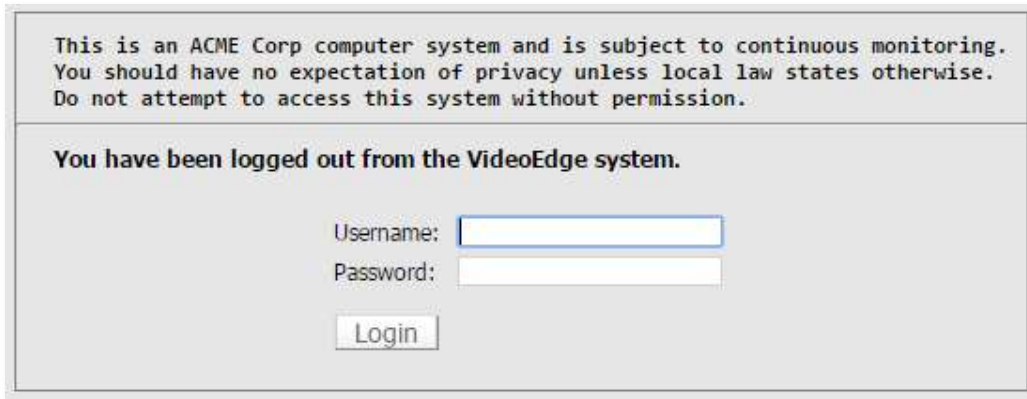 This is an ACME Corp computer system and is subject to continuous monitoring.
You should have no expectation of privacy unless local law states otherwise.
Do not attempt to access this system without permission.
You have been logged out from the VideoEdge system.
Username:
Password:
Login